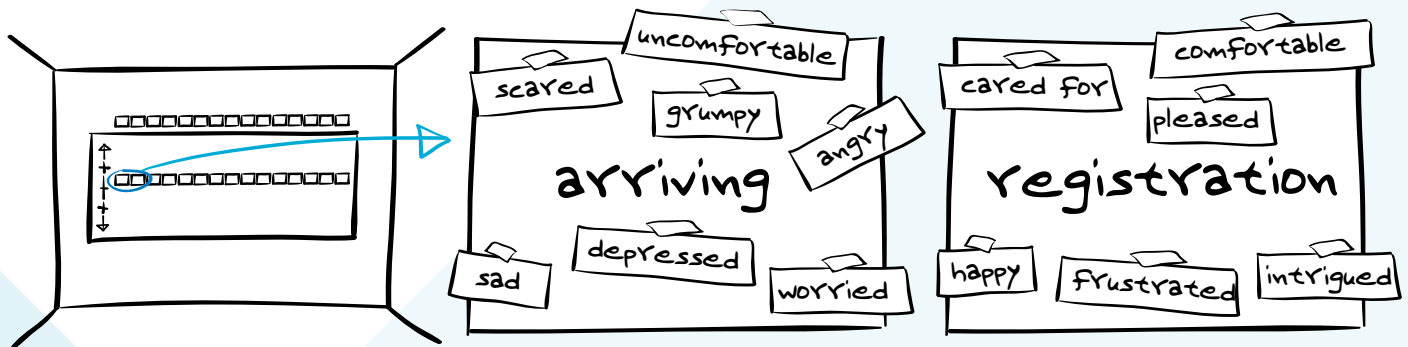 uncomfortable
scared
grumpy
angry
arriving
depressed
sad
worried
comfortable
cared for
pleased
registration
happy
frustrated
intrigued